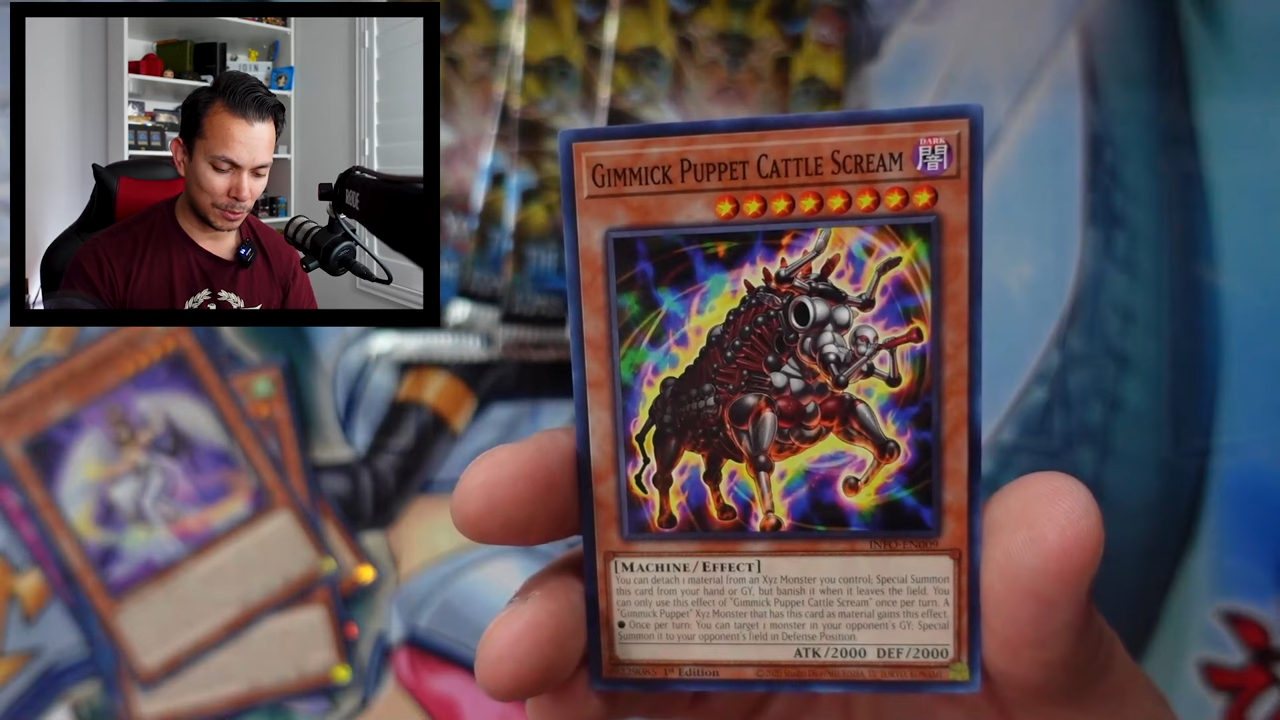 JOIN
RODE
GIMMICK PUPPET CATTLE SCREAM
DARK
闇
INFO-EN009
[MACHINE/EFFECT]
You can detach 1 material from an Xyz Monster you control; Special Summon
this card from your hand or GY, but banish it when it leaves the field. You
can only use this effect of "Gimmick Puppet Cattle Scream" once per turn. A
"Gimmick Puppet" Xyz Monster that has this card as material gains this effect.
● Once per turn: You can target 1 monster in your opponent's GY; Special
Summon it to your opponent's field in Defense Position.
ATK/2000 DEF/2000
1st Edition